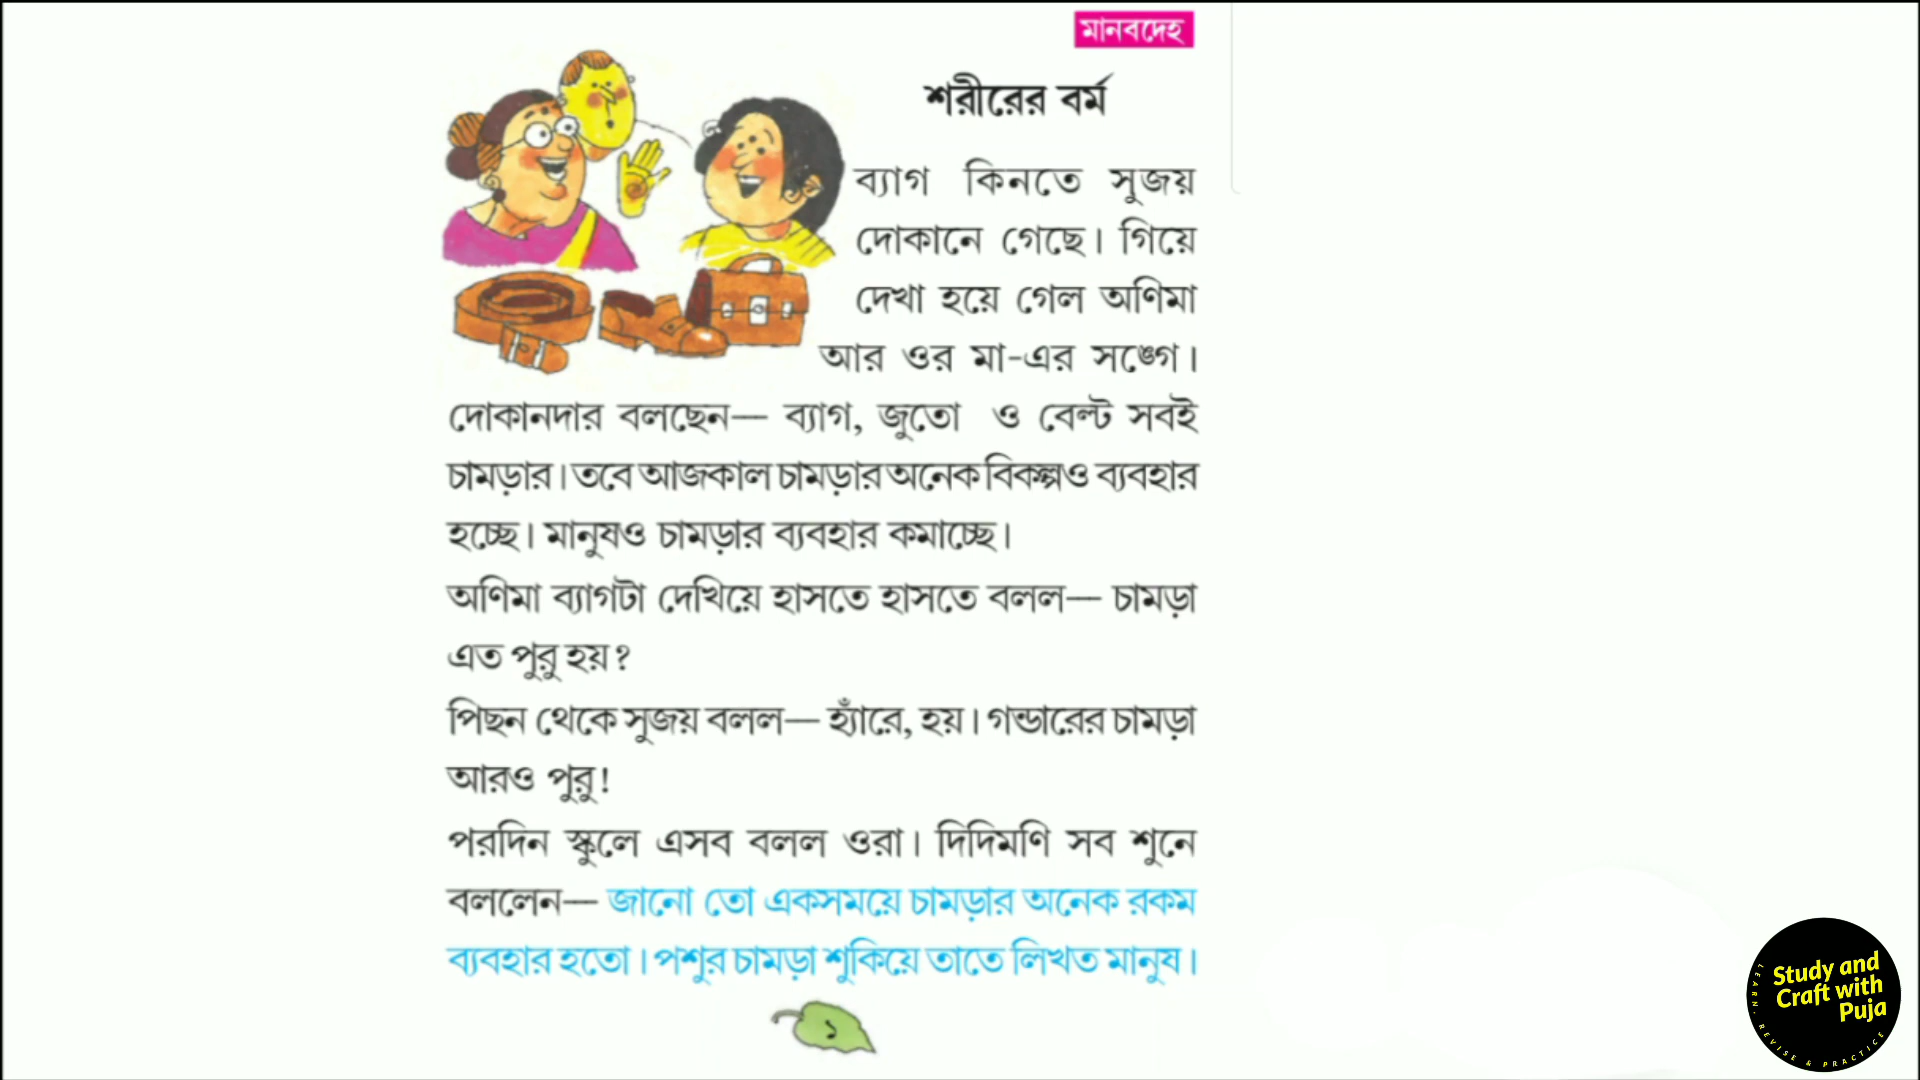 মানবদেহ
শরীরের বর্ম
ব্যাগ কিনতে সুজয়
দোকানে গেছে। গিয়ে
দেখা হয়ে গেল অণিমা
আর ওর মা-এর সঙ্গে।
দোকানদার বলছেন— ব্যাগ, জুতো ও বেল্ট সবই
চামড়ার। তবে আজকাল চামড়ার অনেক বিকল্পও ব্যবহার
হচ্ছে। মানুষও চামড়ার ব্যবহার কমাচ্ছে।
অণিমা ব্যাগটা দেখিয়ে হাসতে হাসতে বলল— চামড়া
এত পুরু হয়?
পিছন থেকে সুজয় বলল— হ্যাঁরে, হয়। গন্ডারের চামড়া
আরও পুরু!
পরদিন স্কুলে এসব বলল ওরা। দিদিমণি সব শুনে
বললেন— জানো তো একসময়ে চামড়ার অনেক রকম
ব্যবহার হতো। পশুর চামড়া শুকিয়ে তাতে লিখত মানুষ।
১
Study and
Craft with
Puja
LEARN, REVISE & PRACTICE